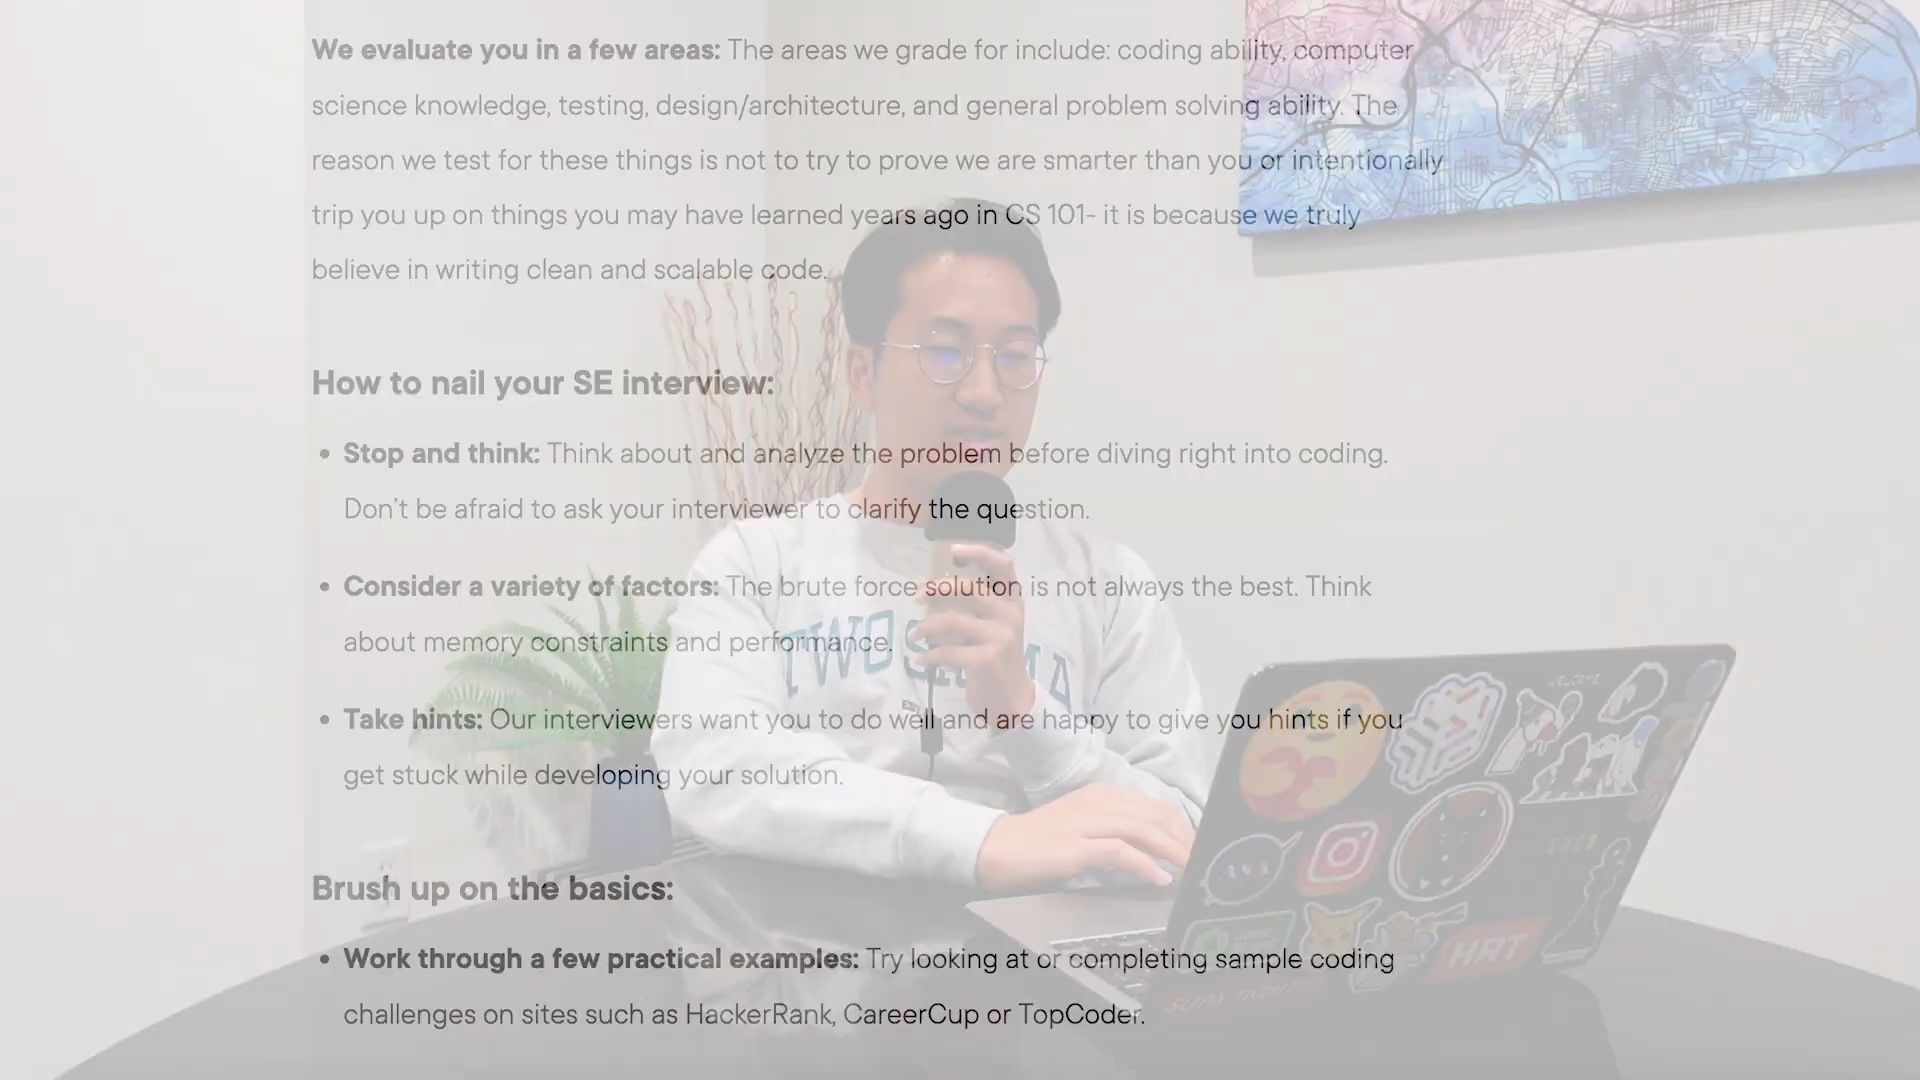 We evaluate you in a few areas: The areas we grade for include: coding ability, computer
science knowledge, testing, design/architecture, and general problem solving ability. The
reason we test for these things is not to try to prove we are smarter than you or intentionally
trip you up on things you may have learned years ago in CS 101- it is because we truly
believe in writing clean and scalable code.
How to nail your SE interview:
• Stop and think: Think about and analyze the problem before diving right into coding.
Don't be afraid to ask your interviewer to clarify the question.
• Consider a variety of factors: The brute force solution is not always the best. Think
about memory constraints and performance.
TWO
• Take hints: Our interviewers want you to do well and are happy to give you hints if you
get stuck while developing your solution.
Brush up on the basics:
HRT
• Work through a few practical examples: Try looking at or completing sample coding
challenges on sites such as HackerRank, CareerCup or TopCoder.